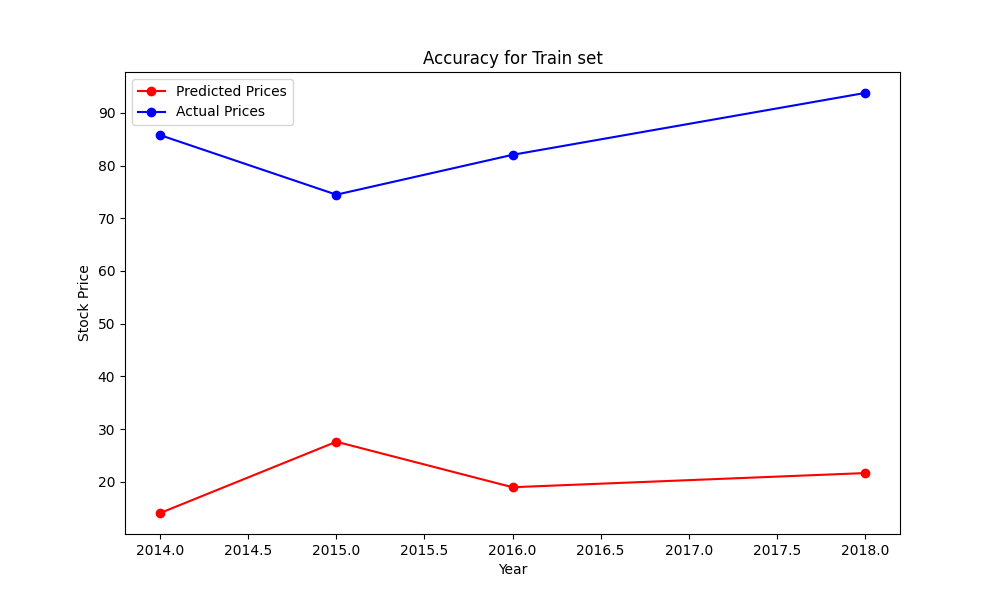 Accuracy for Train set
Predicted Prices
Actual Prices
90
80
70
60
50
40
30
20
Stock Price
2014.0 2014.5 2015.0 2015.5 2016.0 2016.5 2017.0 2017.5 2018.0
Year